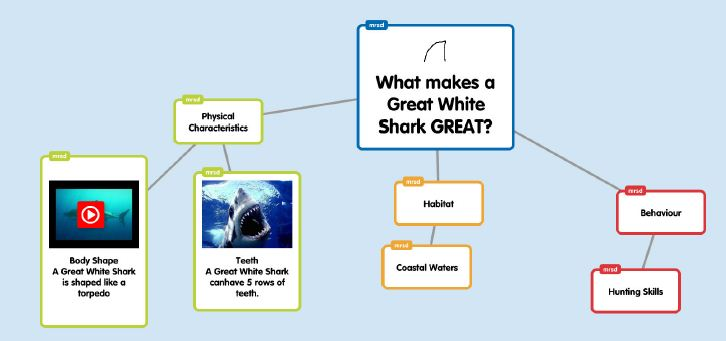 mrsd
What makes a
Great White
Shark GREAT?
mrsd
Physical
Characteristics
mrsd
Body Shape
A Great White Shark
is shaped like a
torpedo
mrsd
Teeth
A Great White Shark
canhave 5 rows of
teeth.
mrsd
Habitat
mrsd
Coastal Waters
mrsd
Behaviour
mrsd
Hunting Skills